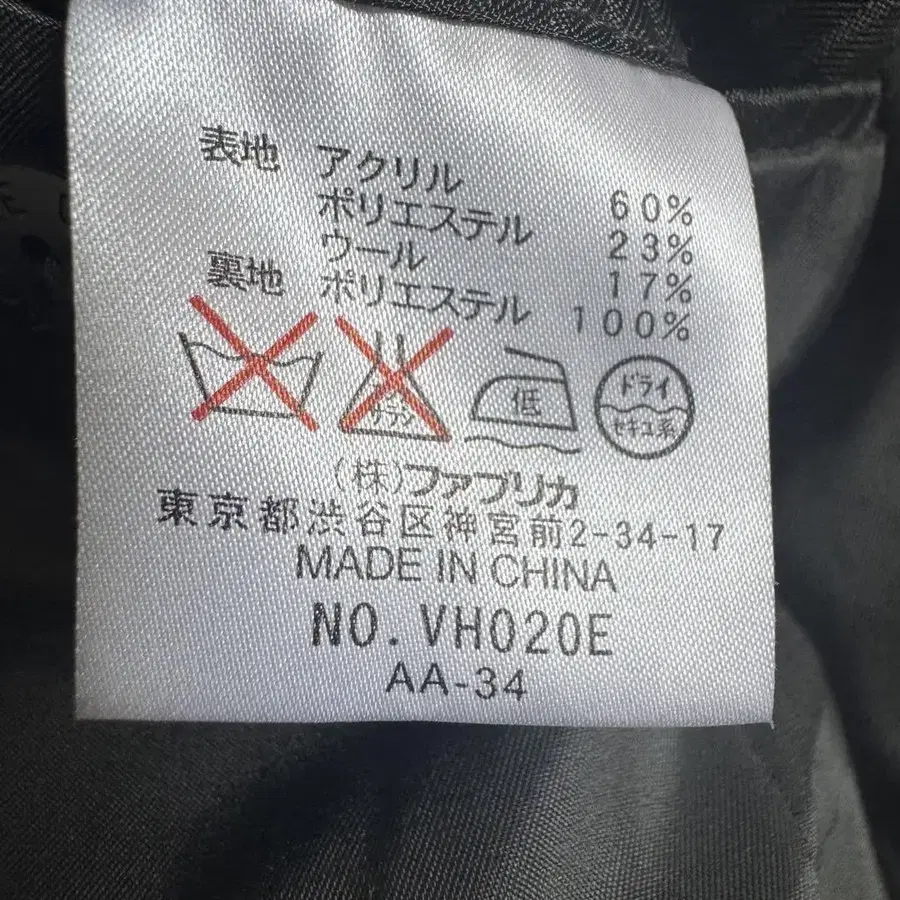 表地 アクリル 60%
ポリエステル 23%
ウール 17%
裏地 ポリエステル 100%
低
ドライ
セキユ系
(株)ファブリカ
東京都渋谷区神宮前2-34-17
MADE IN CHINA
NO. VH020E
AA-34